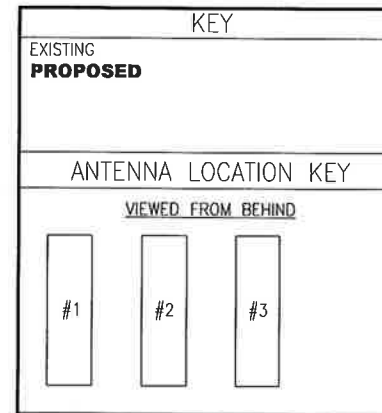 KEY
EXISTING
PROPOSED
ANTENNA LOCATION KEY
VIEWED FROM BEHIND
#1 #2 #3